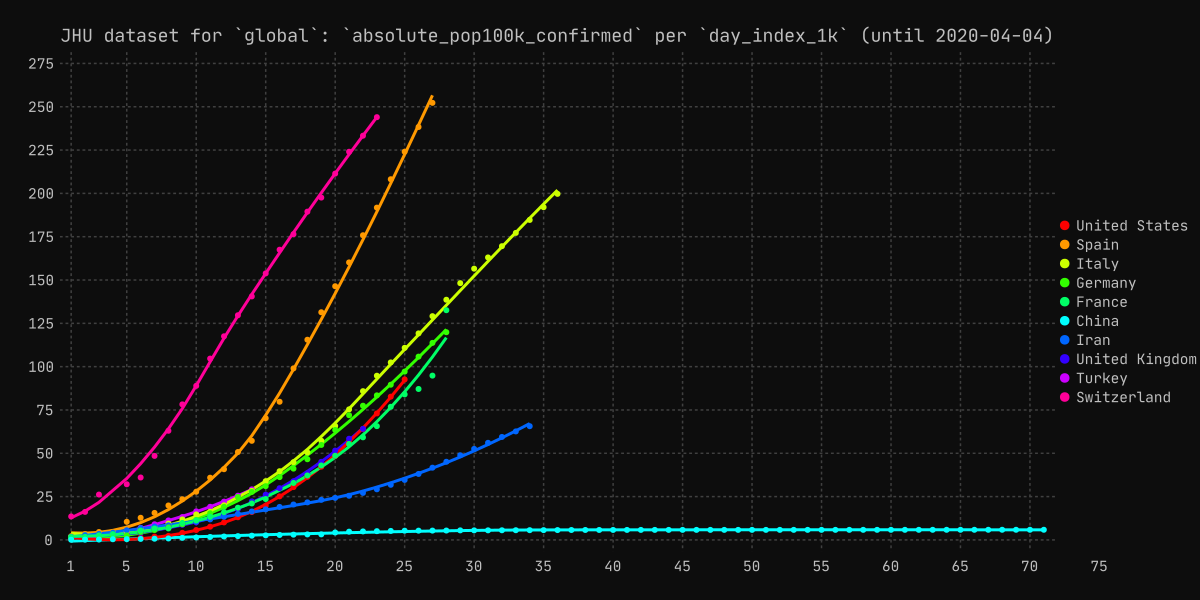 JHU dataset for `global`: `absolute_pop100k_confirmed` per `day_index_1k` (until 2020-04-04)
275
250
225
200
175
150
125
100
75
50
25
0
1 5 10 15 20 25 30 35 40 45 50 55 60 65 70 75
United States
Spain
Italy
Germany
France
China
Iran
United Kingdom
Turkey
Switzerland